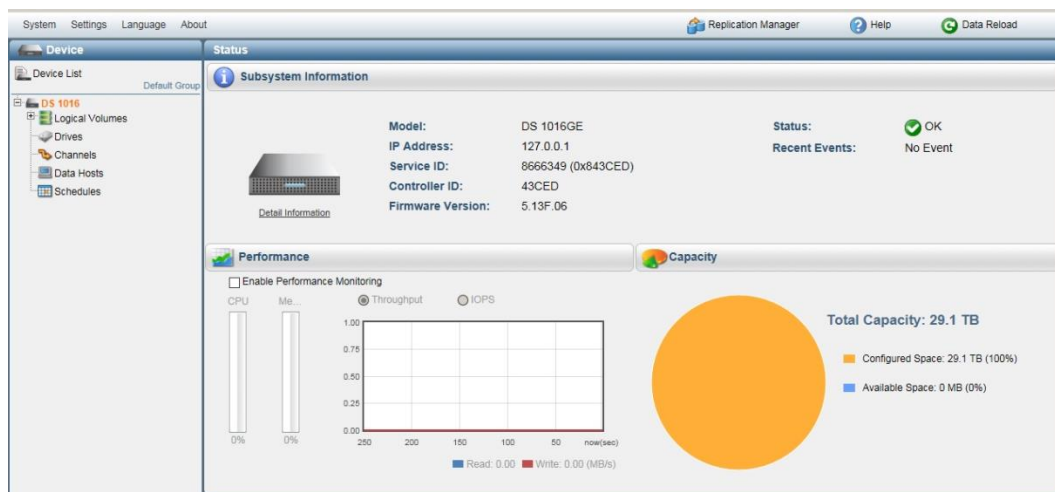 System Settings Language About
Replication Manager Help Data Reload
Device
Device List
Default Group
DS 1016
Logical Volumes
Drives
Channels
Data Hosts
Schedules
Status
Subsystem Information
Model: DS 1016GE
IP Address: 127.0.0.1
Service ID: 8666349 (0x843CED)
Controller ID: 43CED
Firmware Version: 5.13F.06
Status: OK
Recent Events: No Event
Detail Information
Performance
Enable Performance Monitoring
CPU Me...
Throughput IOPS
1.00
0.75
0.50
0.25
0.00
0% 0%
250 200 150 100 50 now(sec)
Read: 0.00 Write: 0.00 (MB/s)
Capacity
Total Capacity: 29.1 TB
Configured Space: 29.1 TB (100%)
Available Space: 0 MB (0%)